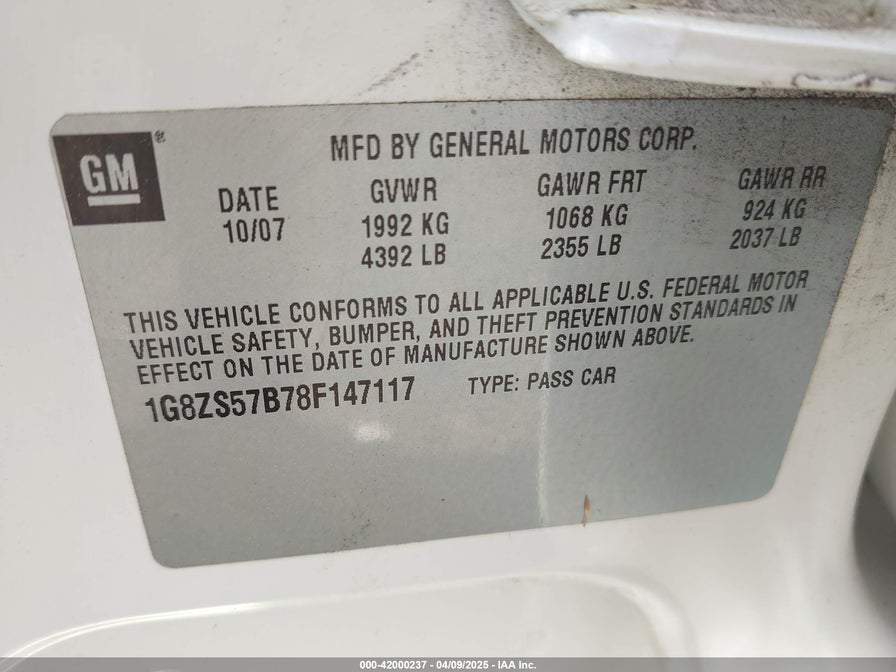 GM®
MFD BY GENERAL MOTORS CORP.
DATE GVWR GAWR FRT GAWR RR
10/07 1992 KG 1068 KG 924 KG
4392 LB 2355 LB 2037 LB
THIS VEHICLE CONFORMS TO ALL APPLICABLE U.S. FEDERAL MOTOR
VEHICLE SAFETY, BUMPER, AND THEFT PREVENTION STANDARDS IN
EFFECT ON THE DATE OF MANUFACTURE SHOWN ABOVE.
1G8ZS57B78F147117 TYPE: PASS CAR
000-42000237 - 04/09/2025 - IAA Inc.